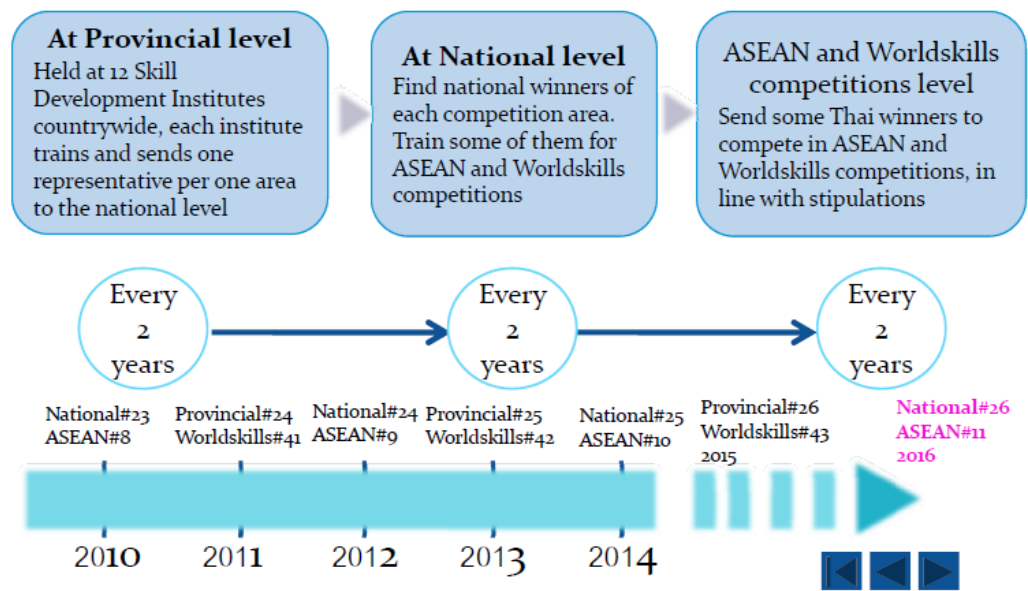 At Provincial level
Held at 12 Skill
Development Institutes
countrywide, each institute
trains and sends one
representative per one area
to the national level
At National level
Find national winners of
each competition area.
Train some of them for
ASEAN and Worldskills
competitions
ASEAN and Worldskills
competitions level
Send some Thai winners to
compete in ASEAN and
Worldskills competitions, in
line with stipulations
Every
2
years
Every
2
years
Every
2
years
National#23
ASEAN#8
Provincial#24
Worldskills#41
National#24
ASEAN#9
Provincial#25
Worldskills#42
National#25
ASEAN#10
Provincial#26
Worldskills#43
2015
National#26
ASEAN#11
2016
2010
2011
2012
2013
2014